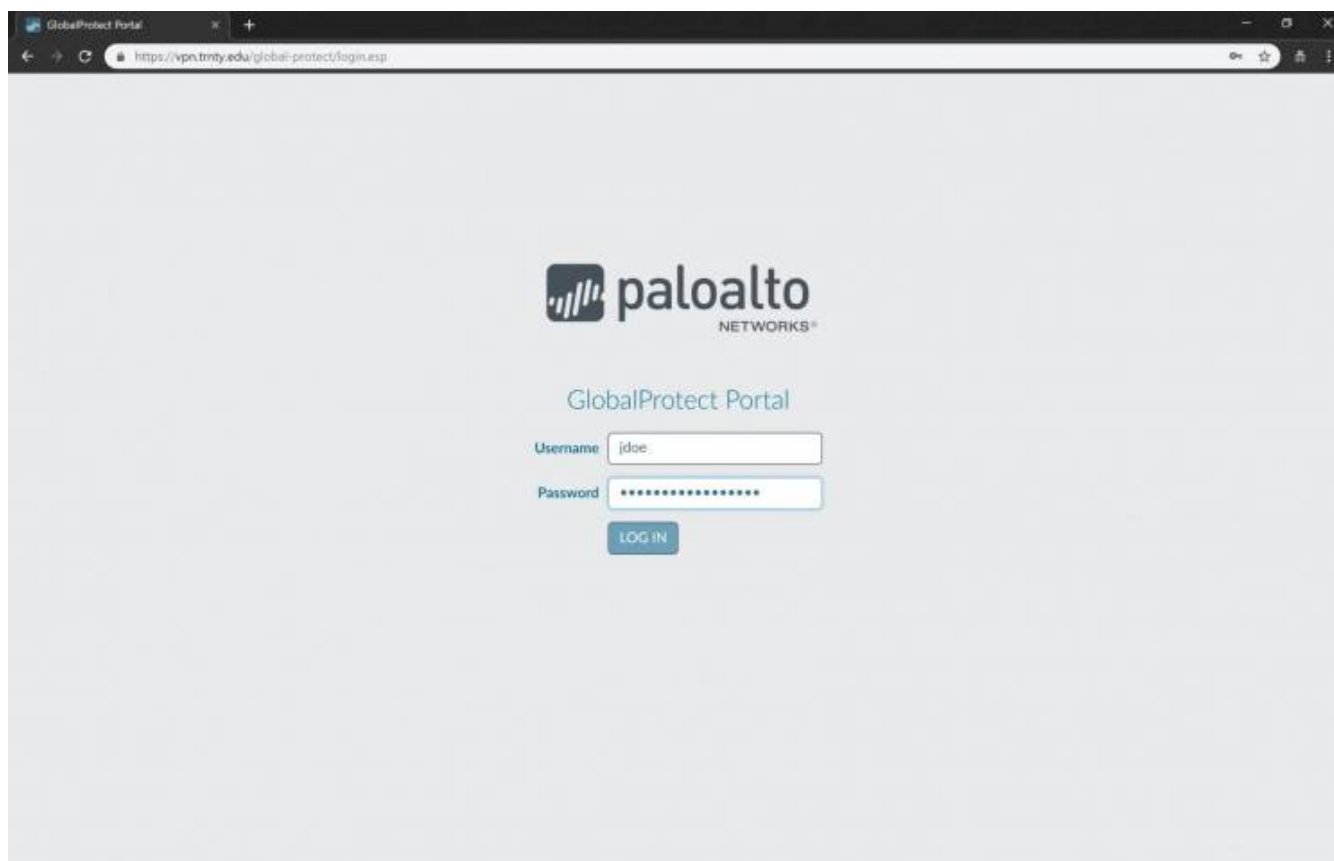 GlobalProtect Portal
https://vpn.trnty.edu/global-protect/login.esp
paloalto
NETWORKS®
GlobalProtect Portal
Username jdoe
Password •••••••••••••••••
LOG IN